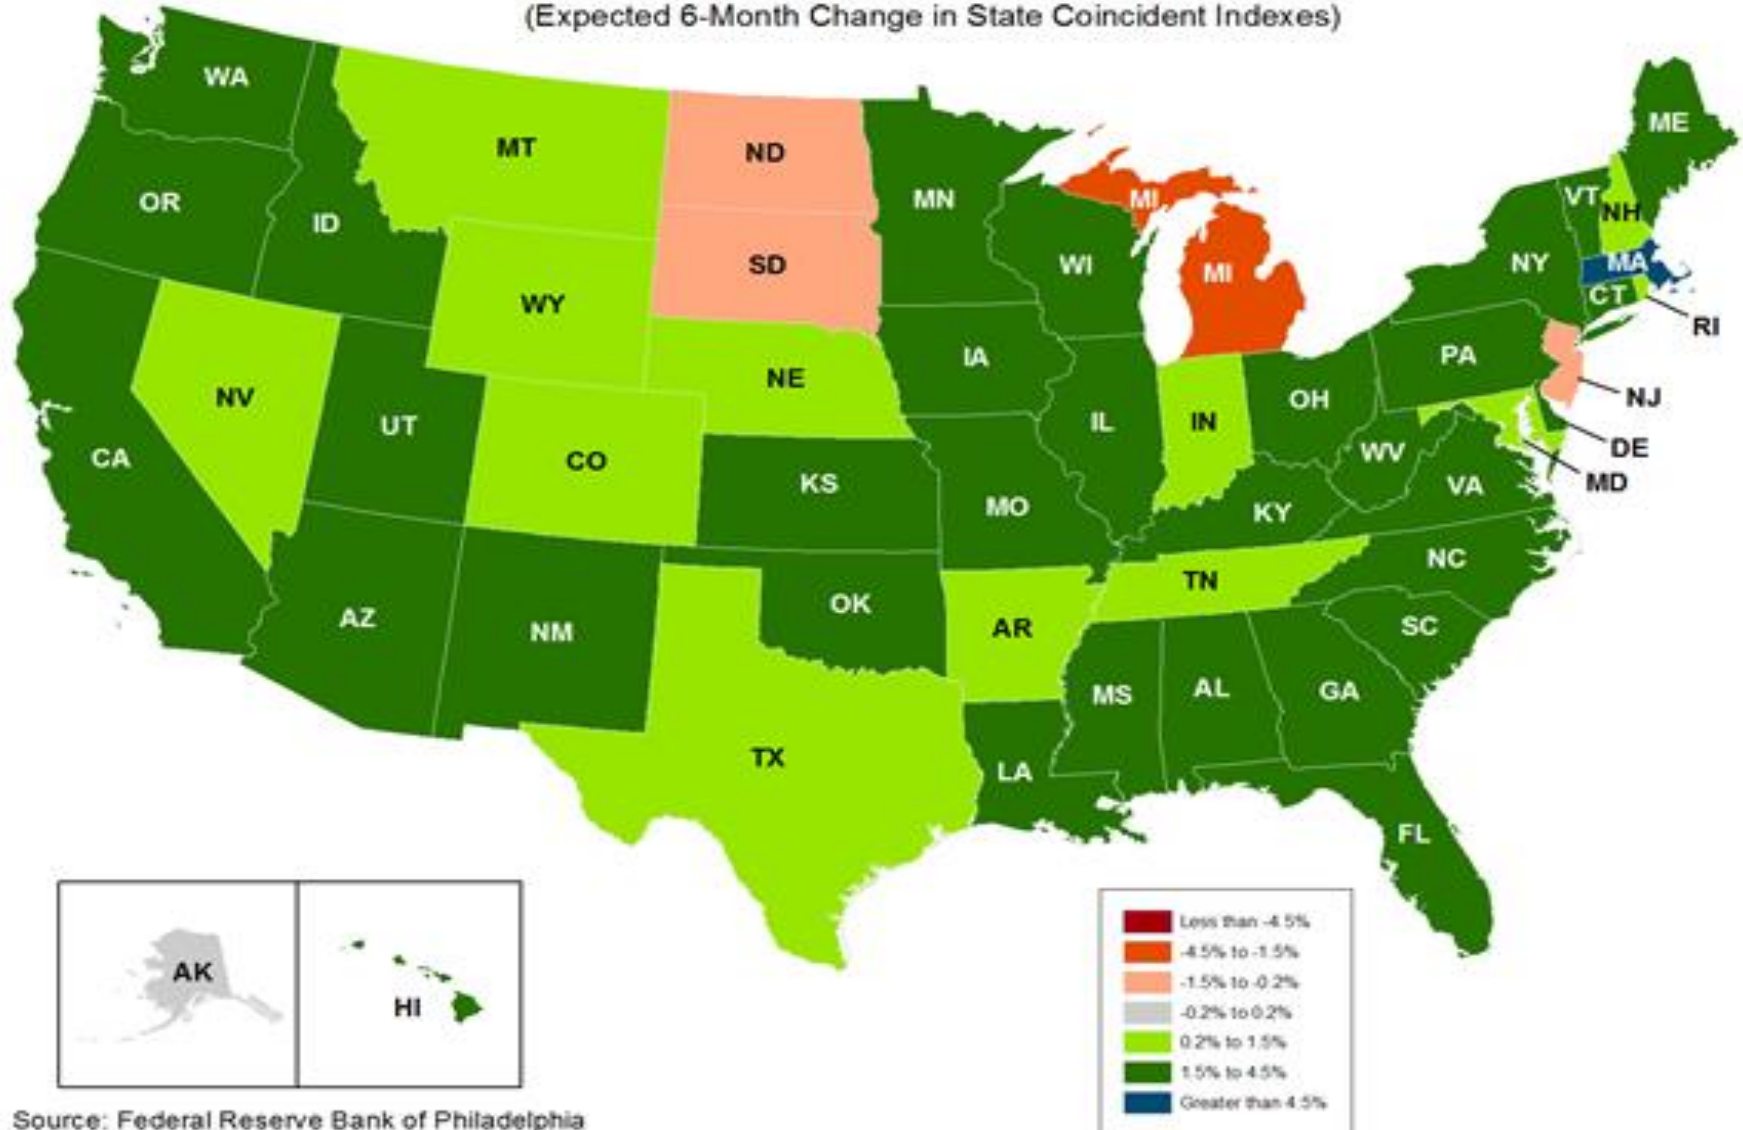 (Expected 6-Month Change in State Coincident Indexes)
WA
ME
MT
ND
VT
OR
MN
MI
NH
ID
SD
WI
MI
NY
MA
CT
WY
RI
IA
PA
NV
NE
OH
NJ
UT
CO
IL
IN
WV
DE
CA
KS
MD
MO
KY
VA
NC
TN
AZ
NM
OK
AR
SC
MS
AL
GA
TX
LA
FL
AK
HI
Less than -4.5%
-4.5% to -1.5%
-1.5% to -0.2%
-0.2% to 0.2%
0.2% to 1.5%
1.5% to 4.5%
Greater than 4.5%
Source: Federal Reserve Bank of Philadelphia